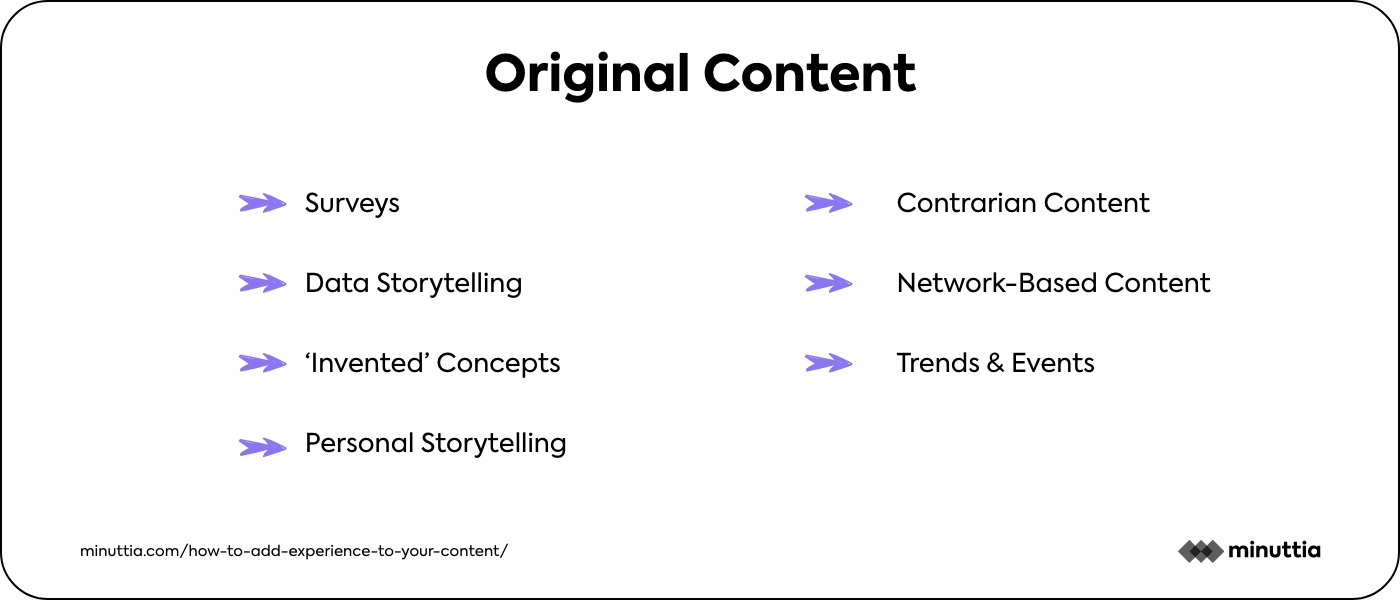 Original Content
Surveys
Data Storytelling
‘Invented’ Concepts
Personal Storytelling
Contrarian Content
Network-Based Content
Trends & Events
minuttia.com/how-to-add-experience-to-your-content/
minuttia